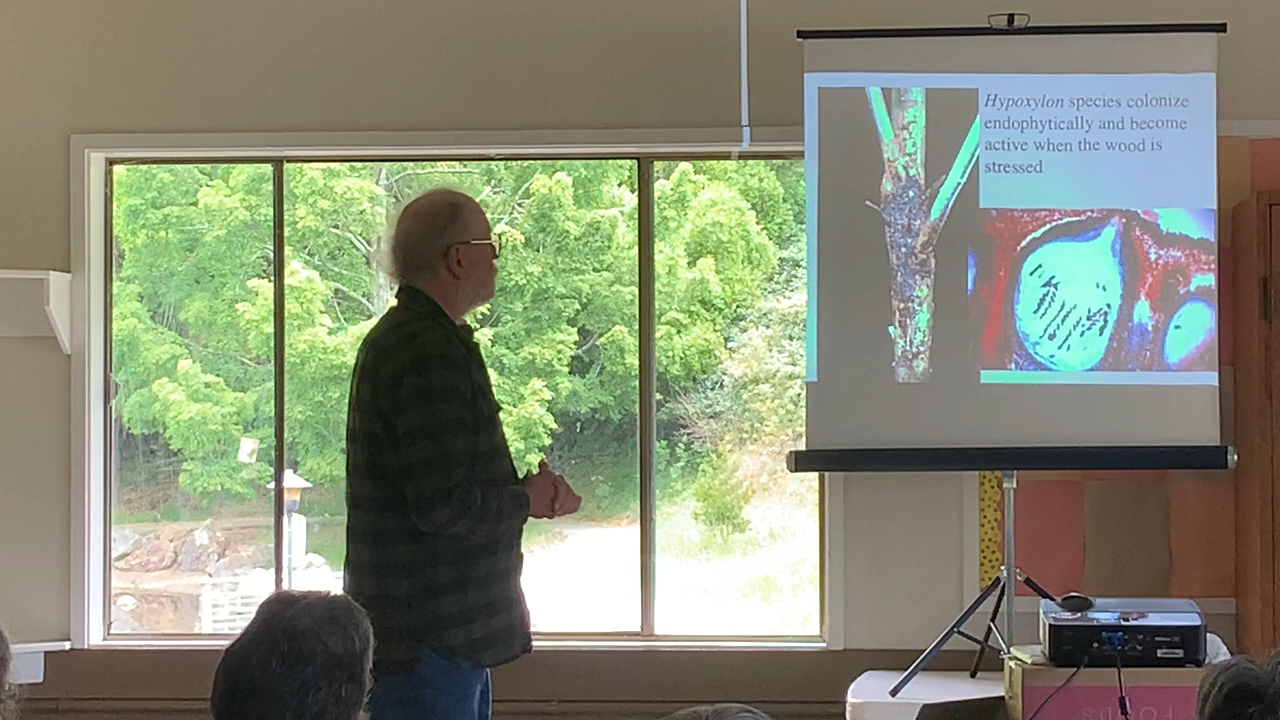 Hypoxylon species colonize
endophytically and become
active when the wood is
stressed